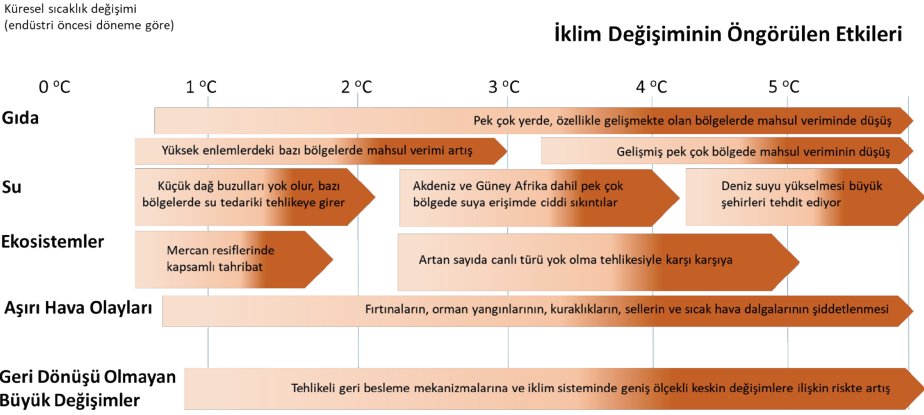 Küresel sıcaklık değişimi
(endüstri öncesi döneme göre)
İklim Değişiminin Öngörülen Etkileri
0 °C 1 °C 2 °C 3 °C 4 °C 5 °C
Gıda
Pek çok yerde, özellikle gelişmekte olan bölgelerde mahsul veriminde düşüş
Yüksek enlemlerdeki bazı bölgelerde mahsul verimi artış
Gelişmiş pek çok bölgede mahsul veriminin düşüş
Su
Küçük dağ buzulları yok olur, bazı
bölgelerde su tedariki tehlikeye girer
Akdeniz ve Güney Afrika dahil pek çok
bölgede suya erişimde ciddi sıkıntılar
Deniz suyu yükselmesi büyük
şehirleri tehdit ediyor
Ekosistemler
Mercan resiflerinde
kapsamlı tahribat
Artan sayıda canlı türü yok olma tehlikesiyle karşı karşıya
Aşırı Hava Olayları
Fırtınaların, orman yangınlarının, kuraklıkların, sellerin ve sıcak hava dalgalarının şiddetlenmesi
Geri Dönüşü Olmayan
Büyük Değişimler
Tehlikeli geri besleme mekanizmalarına ve iklim sisteminde geniş ölçekli keskin değişimlere ilişkin riskte artış